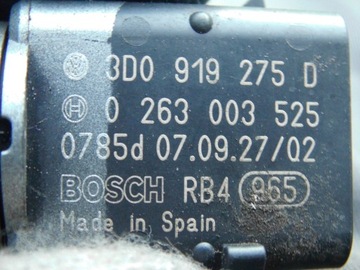 3D0 919 275 D
0 263 003 525
0785d 07.09.27/02
BOSCH RB4 965
Made in Spain